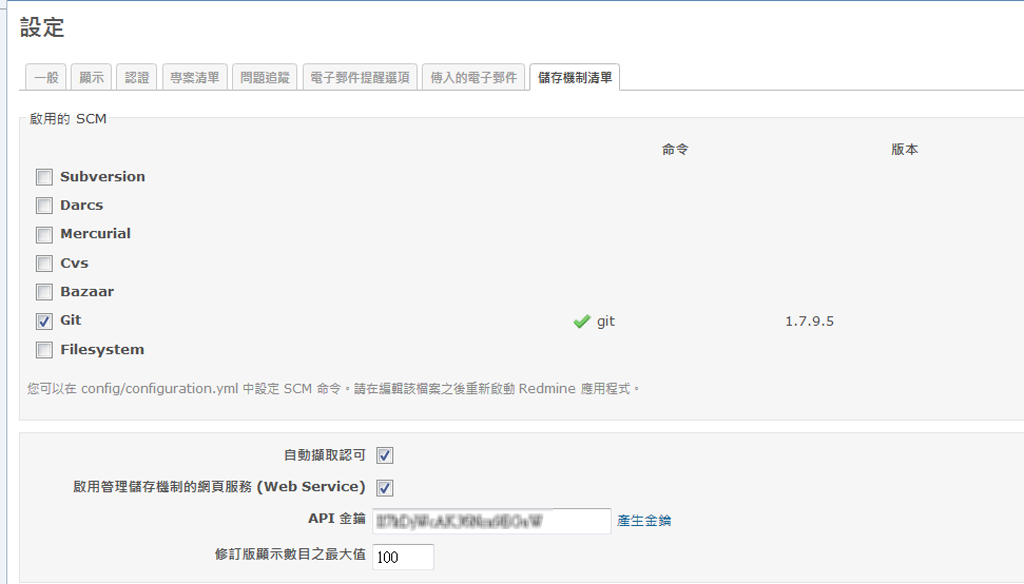 設定
一般 顯示 認證 專案清單 問題追蹤 電子郵件提醒選項 傳入的電子郵件 儲存機制清單
啟用的 SCM
命令 版本
Subversion
Darcs
Mercurial
Cvs
Bazaar
Git git 1.7.9.5
Filesystem
您可以在 config/configuration.yml 中設定 SCM 命令。請在編輯該檔案之後重新啟動 Redmine 應用程式。
自動擷取認可
啟用管理儲存機制的網頁服務 (Web Service)
API 金鑰 產生金鑰
修訂版顯示數目之最大值 100